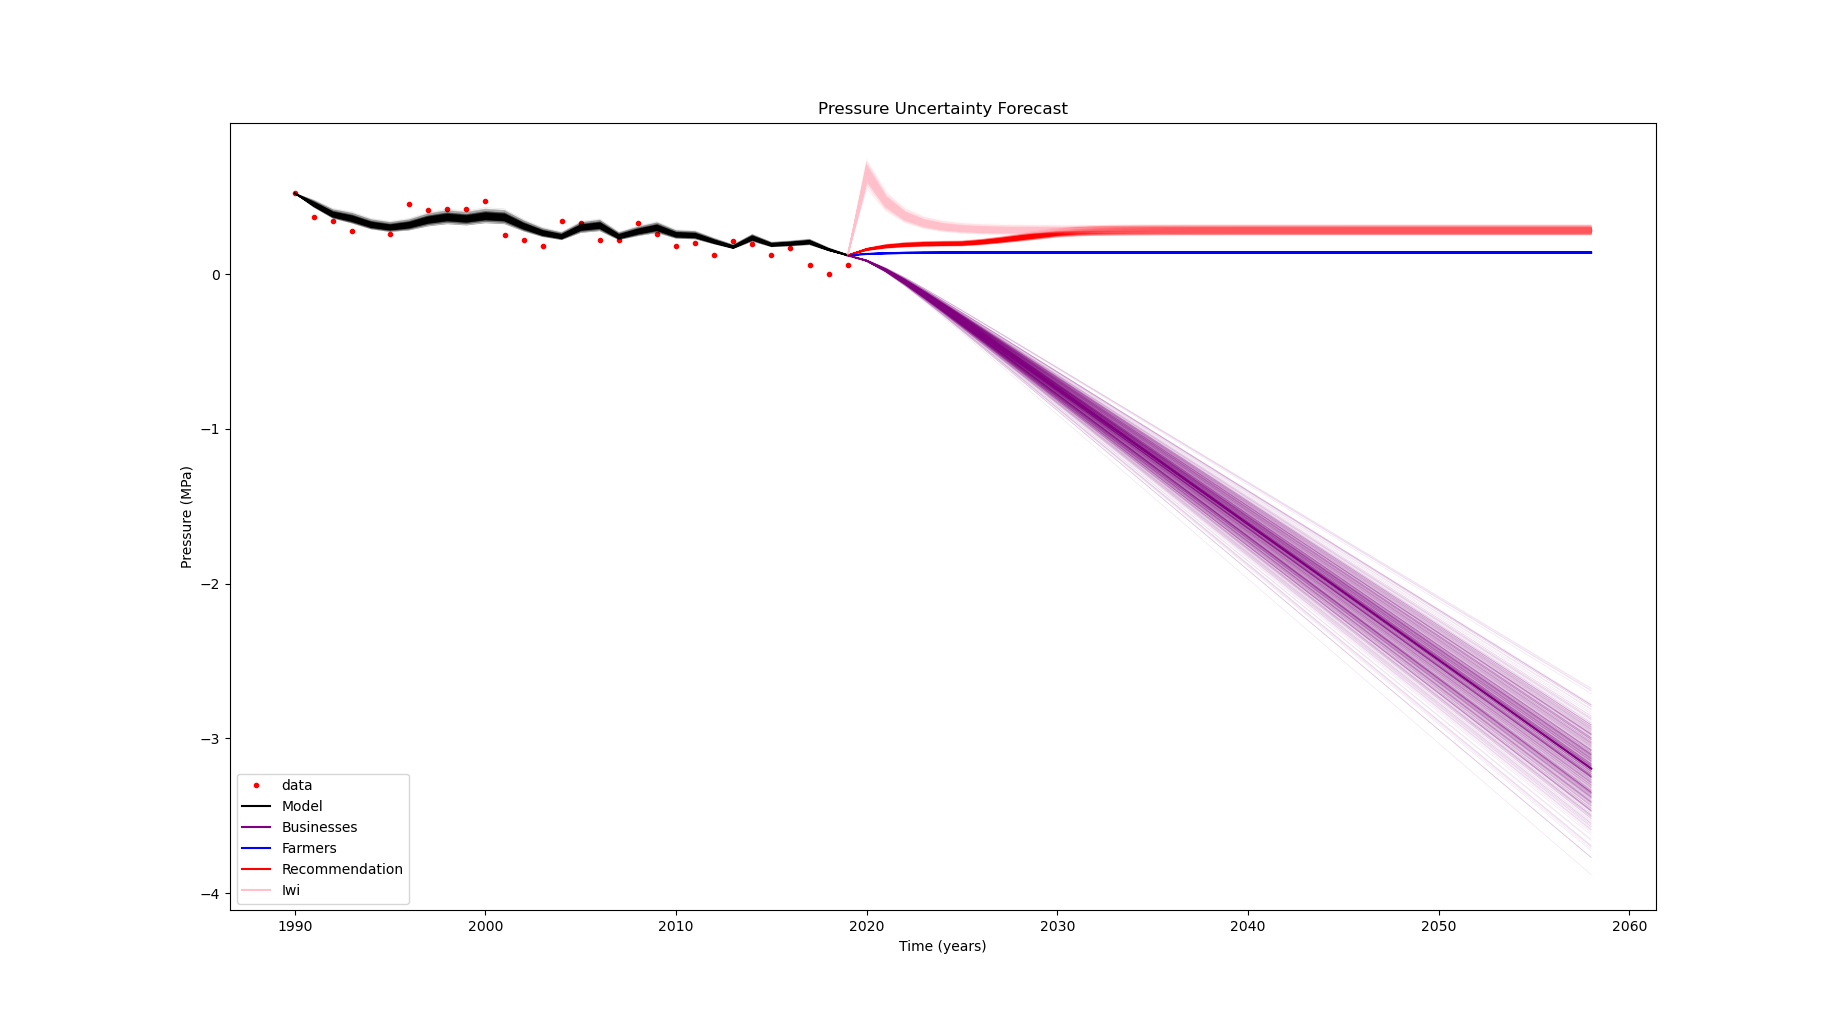 Pressure Uncertainty Forecast
Pressure (MPa)
0
−1
−2
−3
−4
data
Model
Businesses
Farmers
Recommendation
Iwi
1990 2000 2010 2020 2030 2040 2050 2060
Time (years)